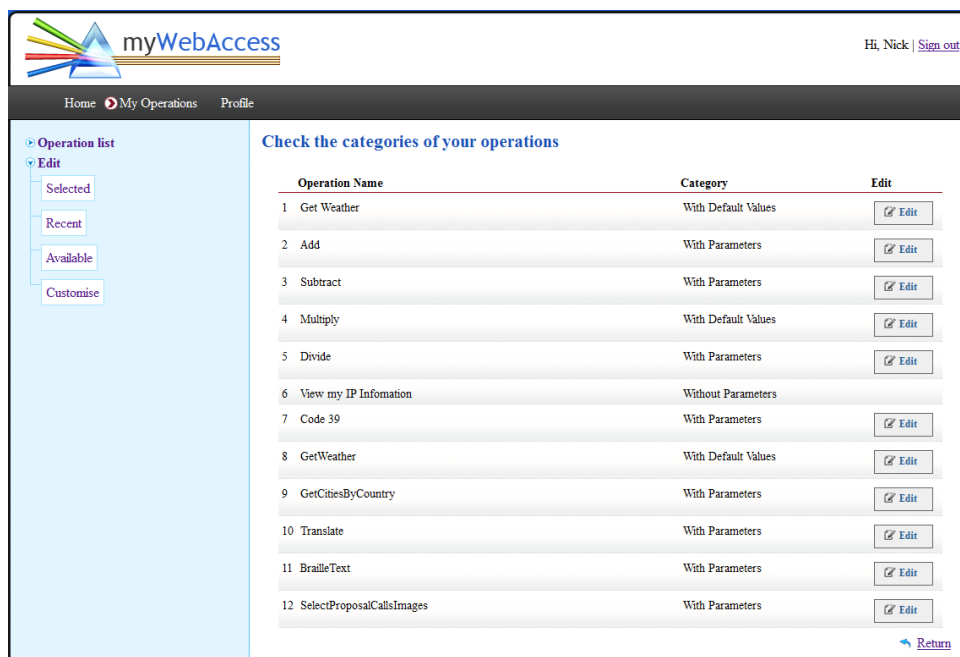 myWebAccess
Hi, Nick | Sign out
Home My Operations Profile
Operation list
Edit
Selected
Recent
Available
Customise
Check the categories of your operations
Operation Name Category Edit
1 Get Weather With Default Values Edit
2 Add With Parameters Edit
3 Subtract With Parameters Edit
4 Multiply With Default Values Edit
5 Divide With Parameters Edit
6 View my IP Infomation Without Parameters
7 Code 39 With Parameters Edit
8 GetWeather With Default Values Edit
9 GetCitiesByCountry With Parameters Edit
10 Translate With Parameters Edit
11 BrailleText With Parameters Edit
12 SelectProposalCallsImages With Parameters Edit
Return